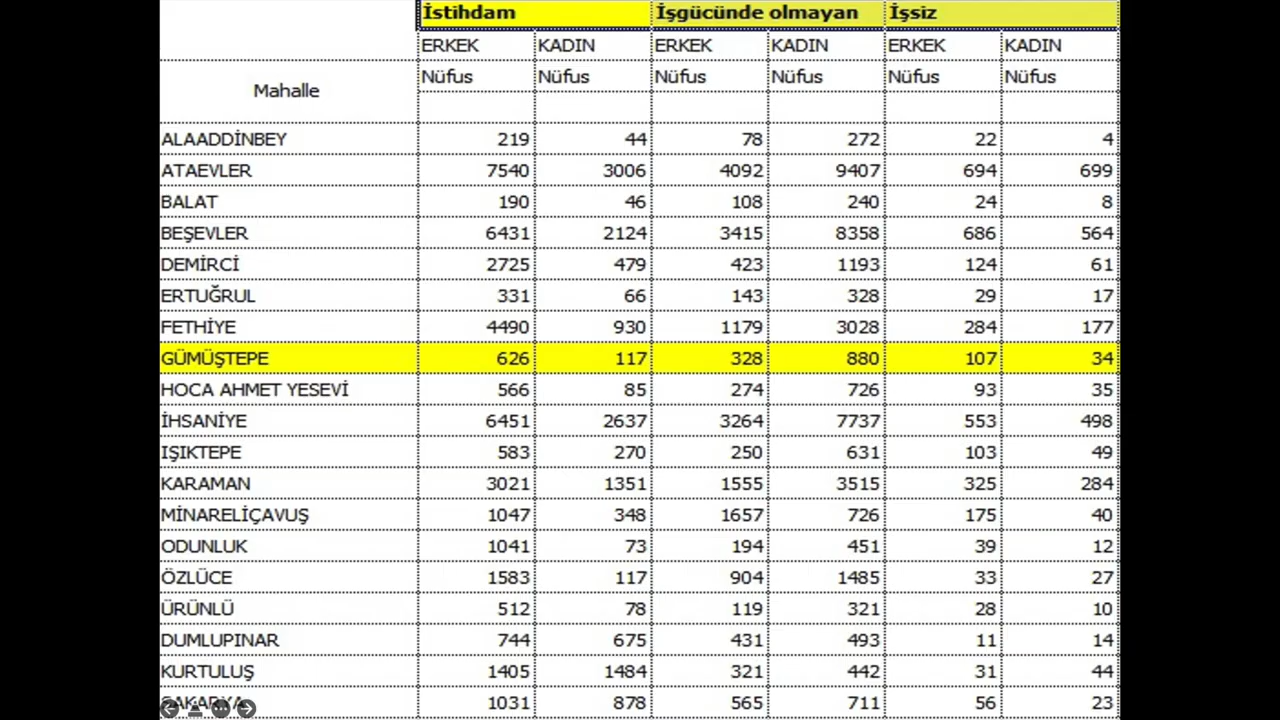 İstihdam İşgücünde olmayan İşsiz
ERKEK KADIN ERKEK KADIN ERKEK KADIN
Nüfus Nüfus Nüfus Nüfus Nüfus Nüfus
Mahalle
ALAADDİNBEY 219 44 78 272 22 4
ATAEVLER 7540 3006 4092 9407 694 699
BALAT 190 46 108 240 24 8
BEŞEVLER 6431 2124 3415 8358 686 564
DEMİRCİ 2725 479 423 1193 124 61
ERTUĞRUL 331 66 143 328 29 17
FETHİYE 4490 930 1179 3028 284 177
GÜMÜŞTEPE 626 117 328 880 107 34
HOCA AHMET YESEVİ 566 85 274 726 93 35
İHSANİYE 6451 2637 3264 7737 553 498
IŞIKTEPE 583 270 250 631 103 49
KARAMAN 3021 1351 1555 3515 325 284
MİNARELİÇAVUŞ 1047 348 1657 726 175 40
ODUNLUK 1041 73 194 451 39 12
ÖZLÜCE 1583 117 904 1485 33 27
ÜRÜNLÜ 512 78 119 321 28 10
DUMLUPINAR 744 675 431 493 11 14
KURTULUŞ 1405 1484 321 442 31 44
SAKARYA 1031 878 565 711 56 23